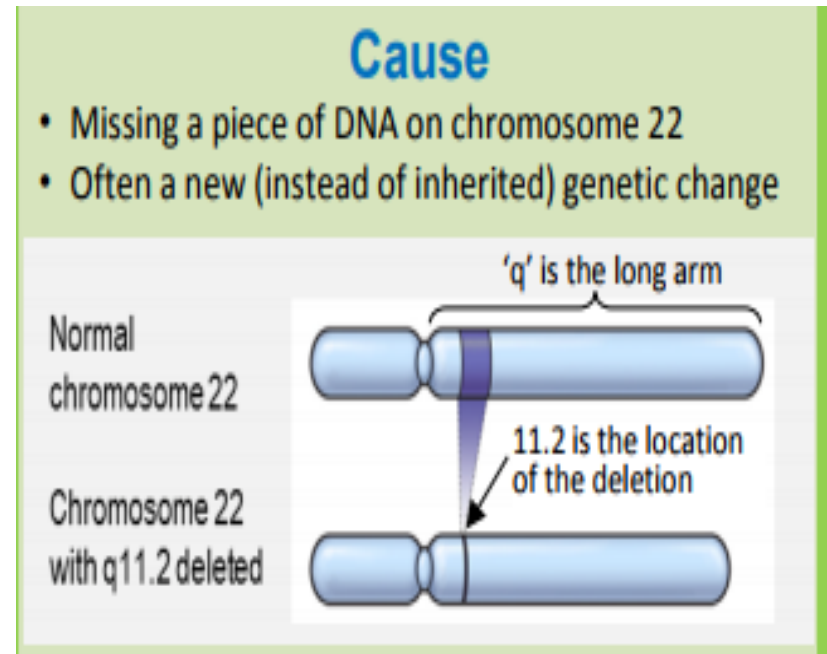 Cause
• Missing a piece of DNA on chromosome 22
• Often a new (instead of inherited) genetic change
‘q’ is the long arm
Normal
chromosome 22
11.2 is the location
of the deletion
Chromosome 22
with q11.2 deleted